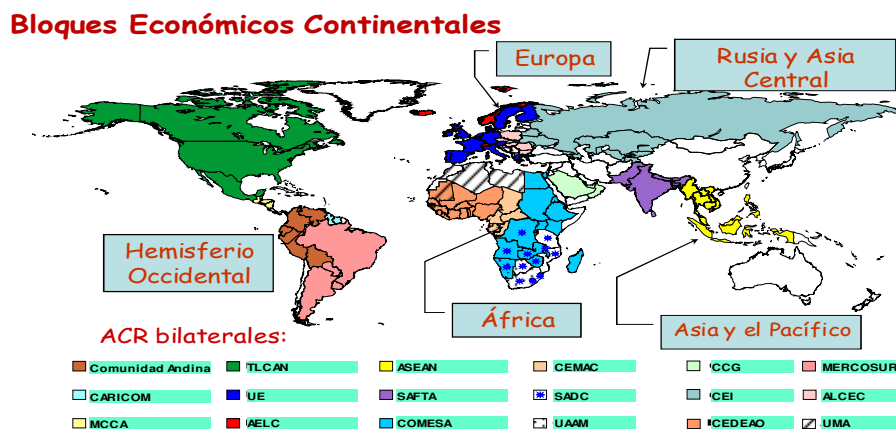 Bloques Económicos Continentales
Europa
Rusia y Asia
Central
Hemisferio
Occidental
África
Asia y el Pacífico
ACR bilaterales:
Comunidad Andina
TLCAN
ASEAN
CEMAC
CCG
MERCOSUR
CARICOM
UE
SAFTA
SADC
CEI
ALCEC
MCCA
AELC
COMESA
UAAM
CEDEAO
UMA